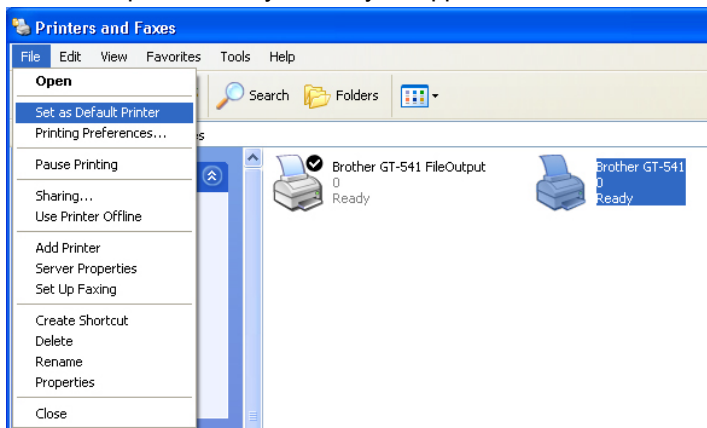 Printers and Faxes
File Edit View Favorites Tools Help
Open
Search Folders
Set as Default Printer
Printing Preferences...
Pause Printing
Brother GT-541 FileOutput
0
Ready
Brother GT-541
0
Ready
Sharing...
Use Printer Offline
Add Printer
Server Properties
Set Up Faxing
Create Shortcut
Delete
Rename
Properties
Close